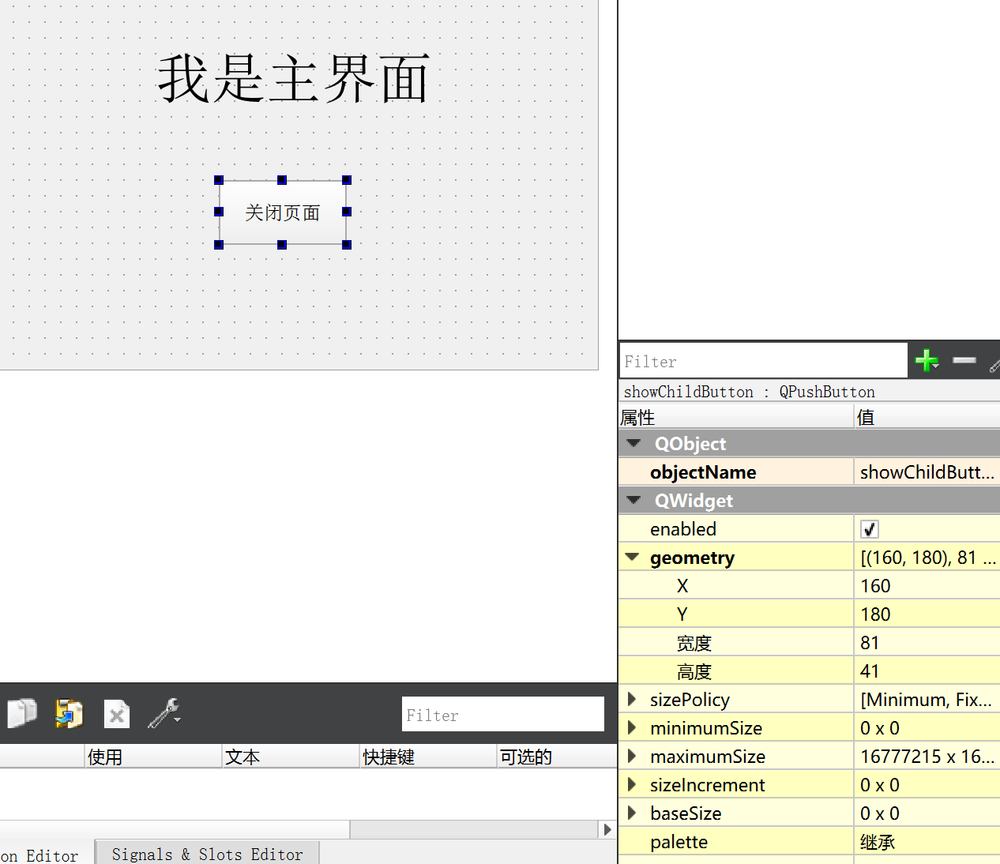 我是主界面
关闭页面
Filter
showChildButton : QPushButton
属性 值
QObject
objectName showChildButt...
QWidget
enabled
geometry [(160, 180), 81 ...
X 160
Y 180
宽度 81
高度 41
sizePolicy [Minimum, Fix...
minimumSize 0 x 0
maximumSize 16777215 x 16...
sizeIncrement 0 x 0
baseSize 0 x 0
palette 继承
Filter
使用 文本 快捷键 可选的
on Editor Signals & Slots Editor